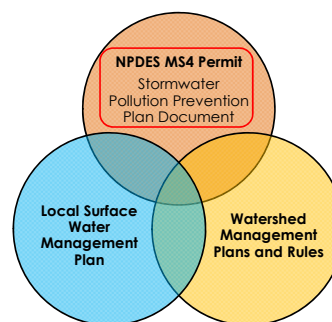 NPDES MS4 Permit
Stormwater
Pollution Prevention
Plan Document
Local Surface
Water
Management
Plan
Watershed
Management
Plans and Rules